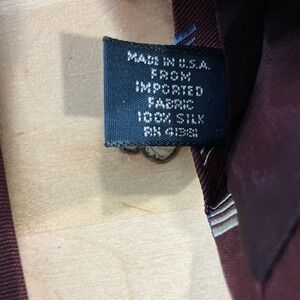 MADE IN U.S.A.
FROM
IMPORTED
FABRIC
100% SILK
RN 41381